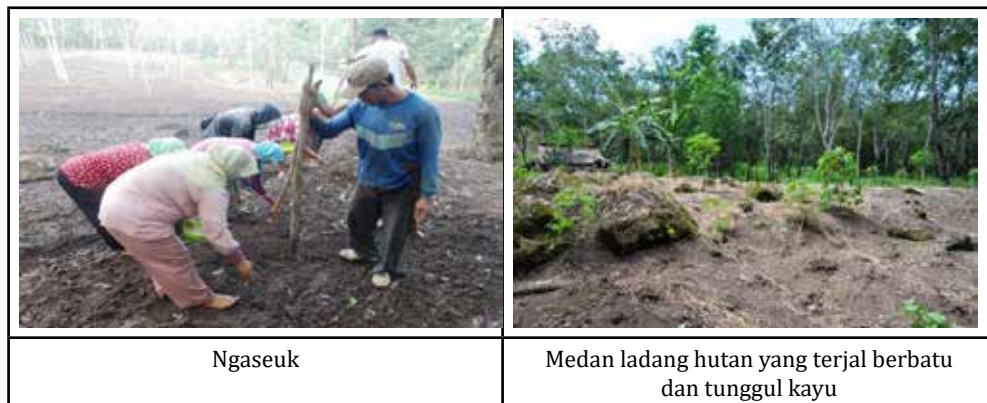 Ngaseuk
Medan ladang hutan yang terjal berbatu
dan tunggul kayu